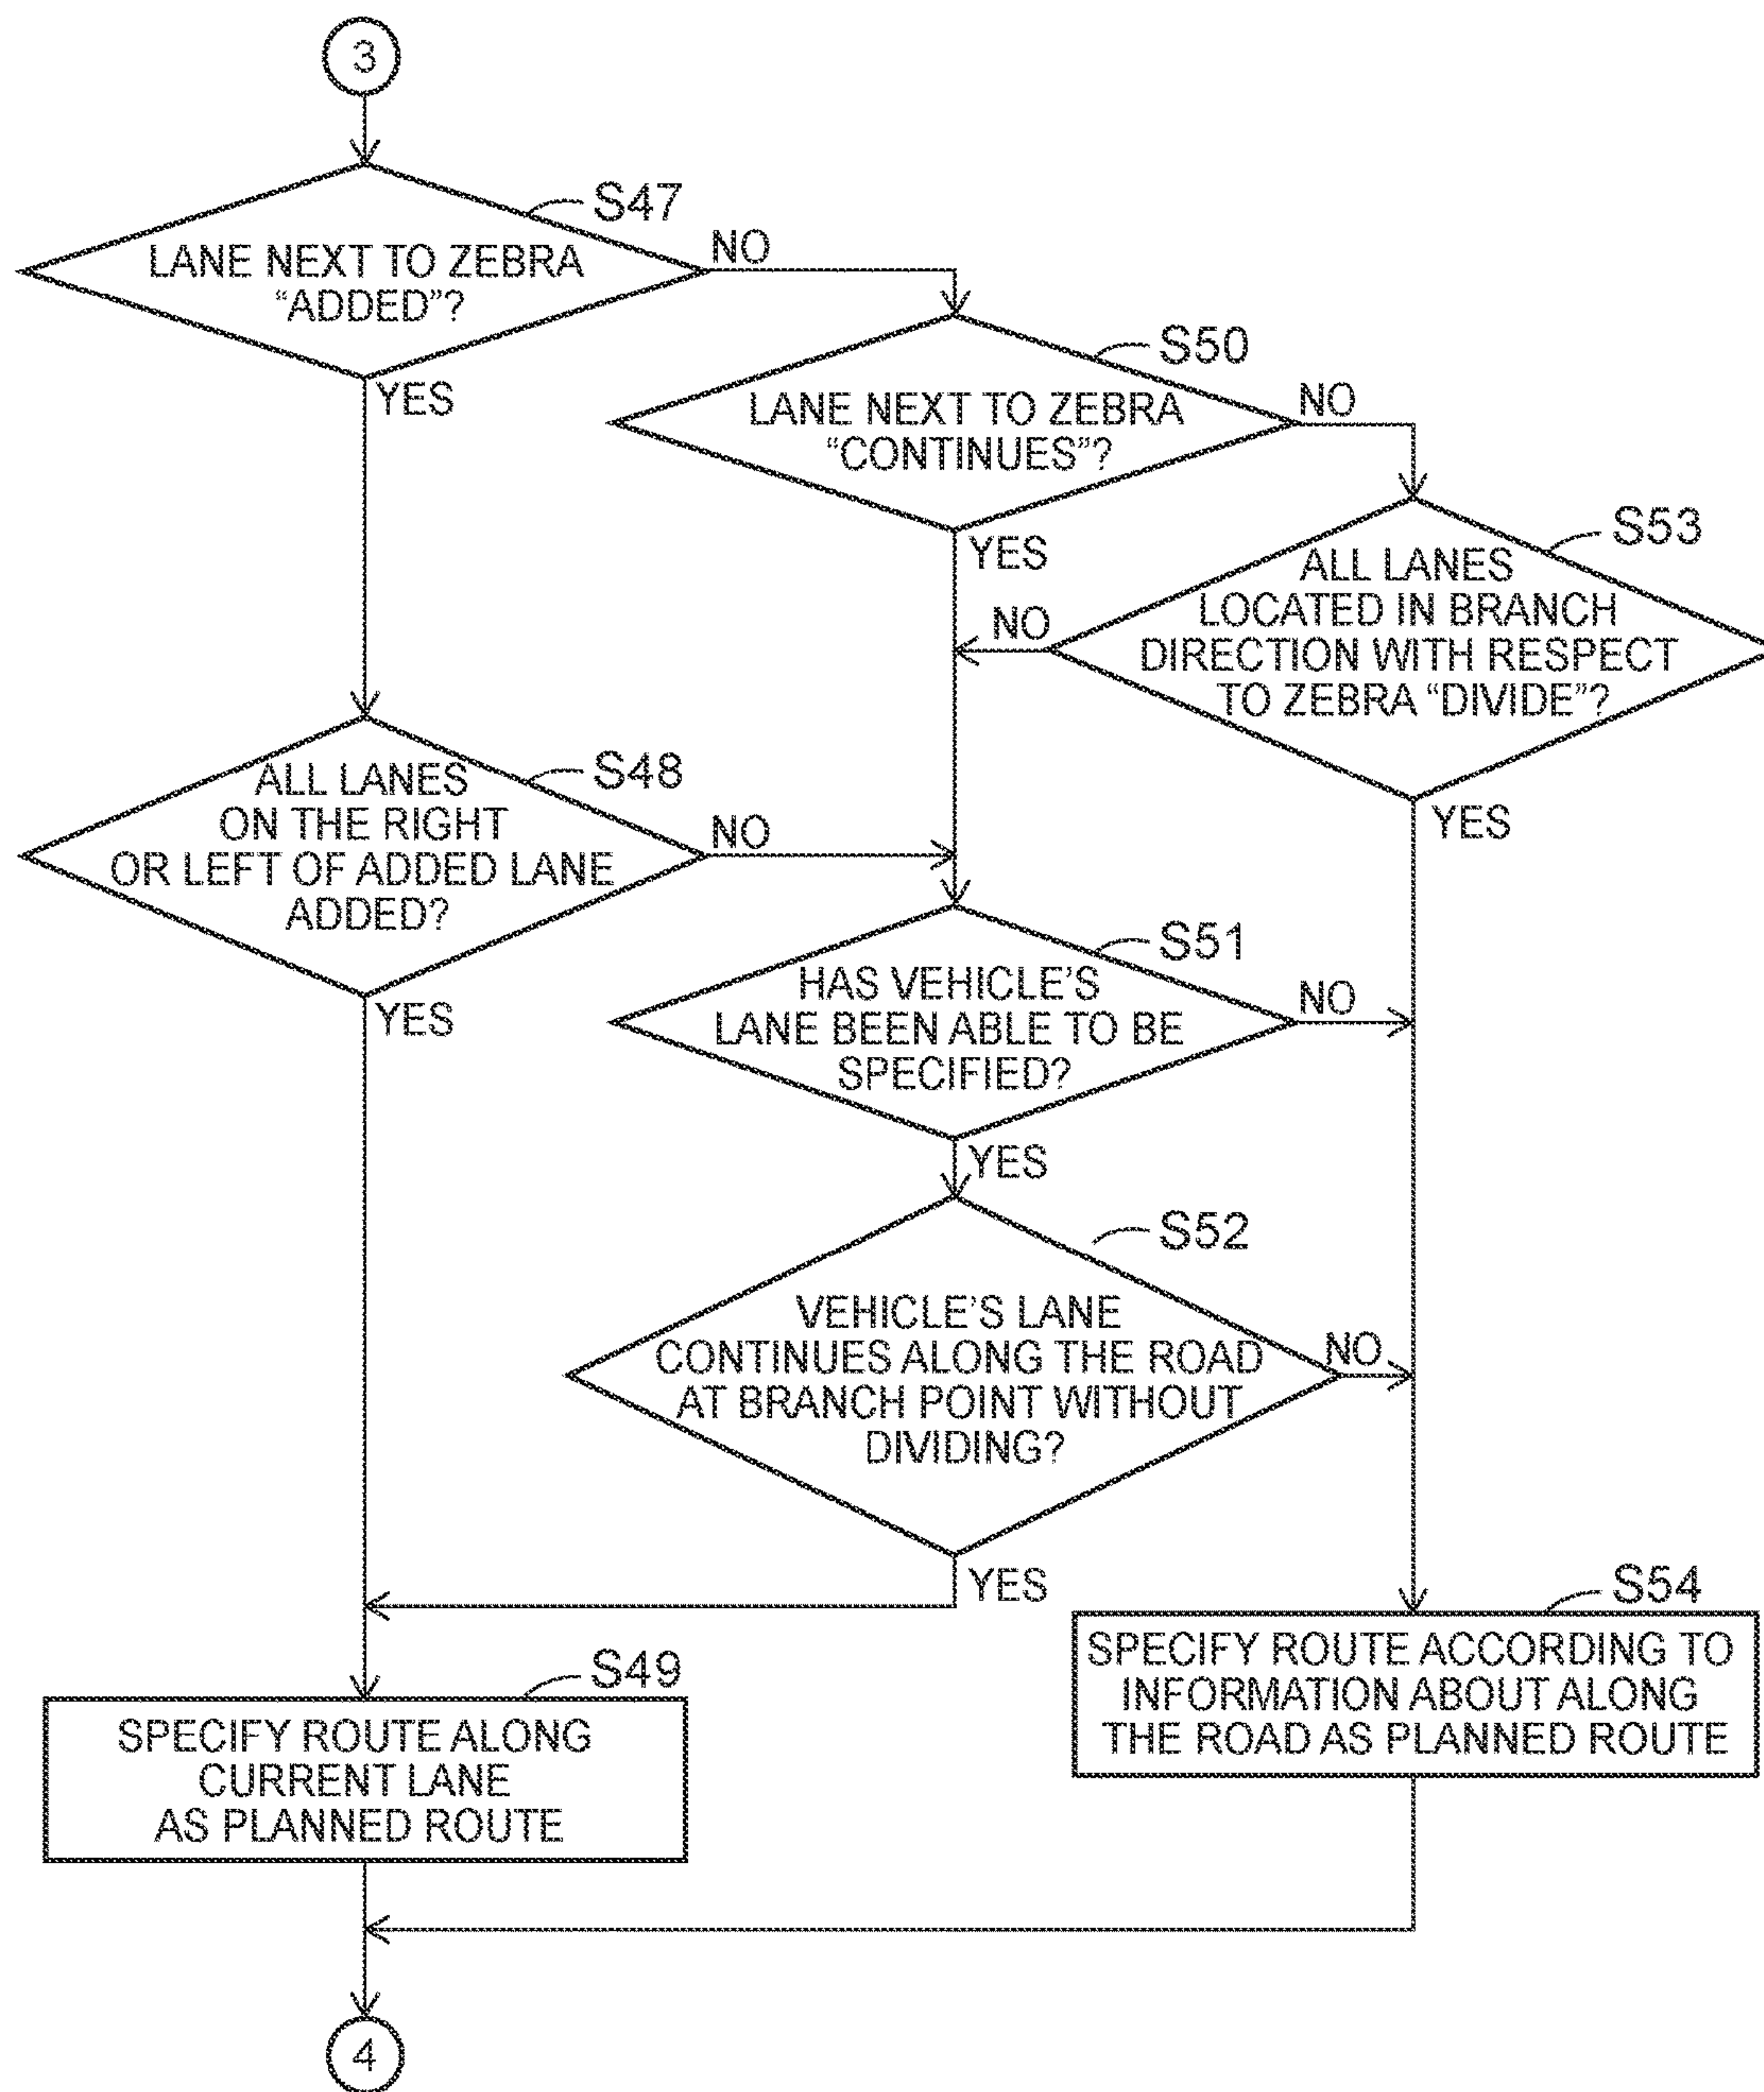 3
S47
LANE NEXT TO ZEBRA
“ADDED”?
NO
YES
S50
LANE NEXT TO ZEBRA
“CONTINUES”?
NO
YES
S53
ALL LANES
LOCATED IN BRANCH
DIRECTION WITH RESPECT
TO ZEBRA “DIVIDE”?
NO
YES
S48
ALL LANES
ON THE RIGHT
OR LEFT OF ADDED LANE
ADDED?
NO
YES
S51
HAS VEHICLE’S
LANE BEEN ABLE TO BE
SPECIFIED?
NO
YES
S52
VEHICLE’S LANE
CONTINUES ALONG THE ROAD
AT BRANCH POINT WITHOUT
DIVIDING?
NO
YES
S54
SPECIFY ROUTE ACCORDING TO
INFORMATION ABOUT ALONG
THE ROAD AS PLANNED ROUTE
S49
SPECIFY ROUTE ALONG
CURRENT LANE
AS PLANNED ROUTE
4